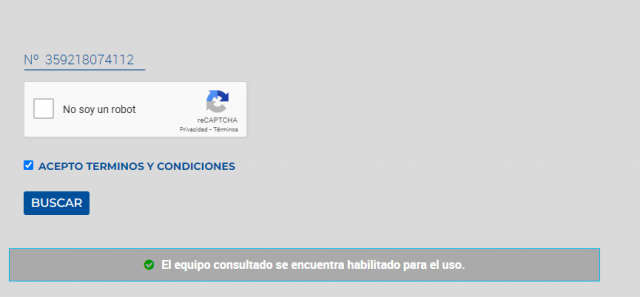 Nº 359218074112
No soy un robot
reCAPTCHA
Privacidad - Términos
ACEPTO TERMINOS Y CONDICIONES
BUSCAR
El equipo consultado se encuentra habilitado para el uso.